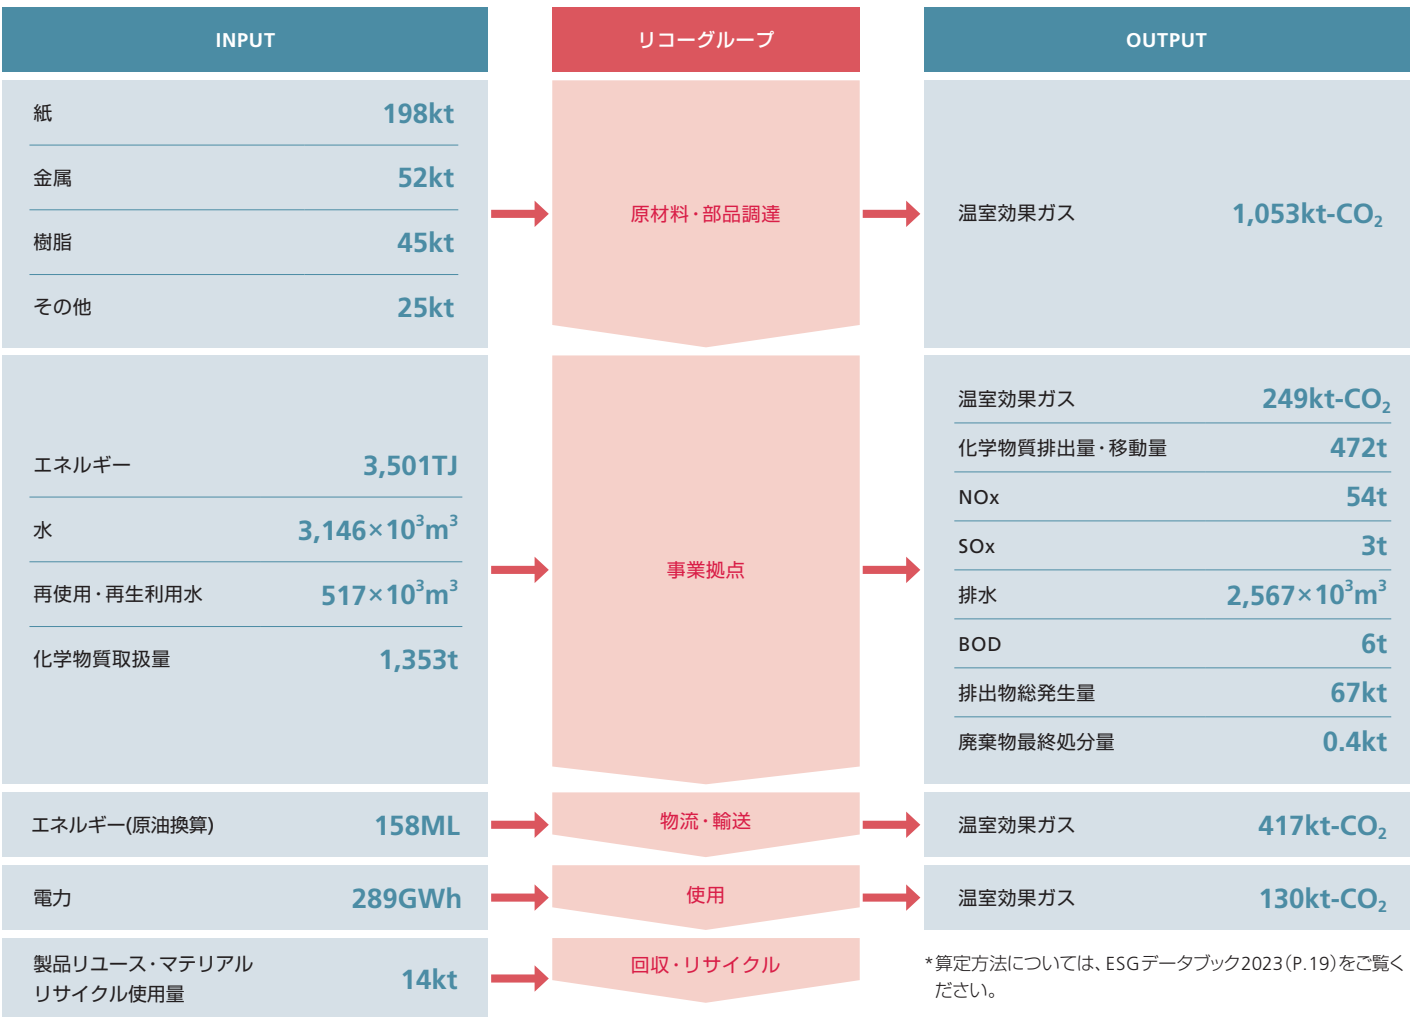 INPUT
リコーグループ
OUTPUT
紙 198kt
金属 52kt
樹脂 45kt
その他 25kt
原材料・部品調達
温室効果ガス 1,053kt-CO₂
エネルギー 3,501TJ
水 3,146×10³m³
再使用・再生利用水 517×10³m³
化学物質取扱量 1,353t
事業拠点
温室効果ガス 249kt-CO₂
化学物質排出量・移動量 472t
NOx 54t
SOx 3t
排水 2,567×10³m³
BOD 6t
排出物総発生量 67kt
廃棄物最終処分量 0.4kt
エネルギー(原油換算) 158ML
物流・輸送
温室効果ガス 417kt-CO₂
電力 289GWh
使用
温室効果ガス 130kt-CO₂
製品リユース・マテリアル
リサイクル使用量 14kt
回収・リサイクル
*算定方法については、ESGデータブック2023（P.19）をご覧く
ださい。